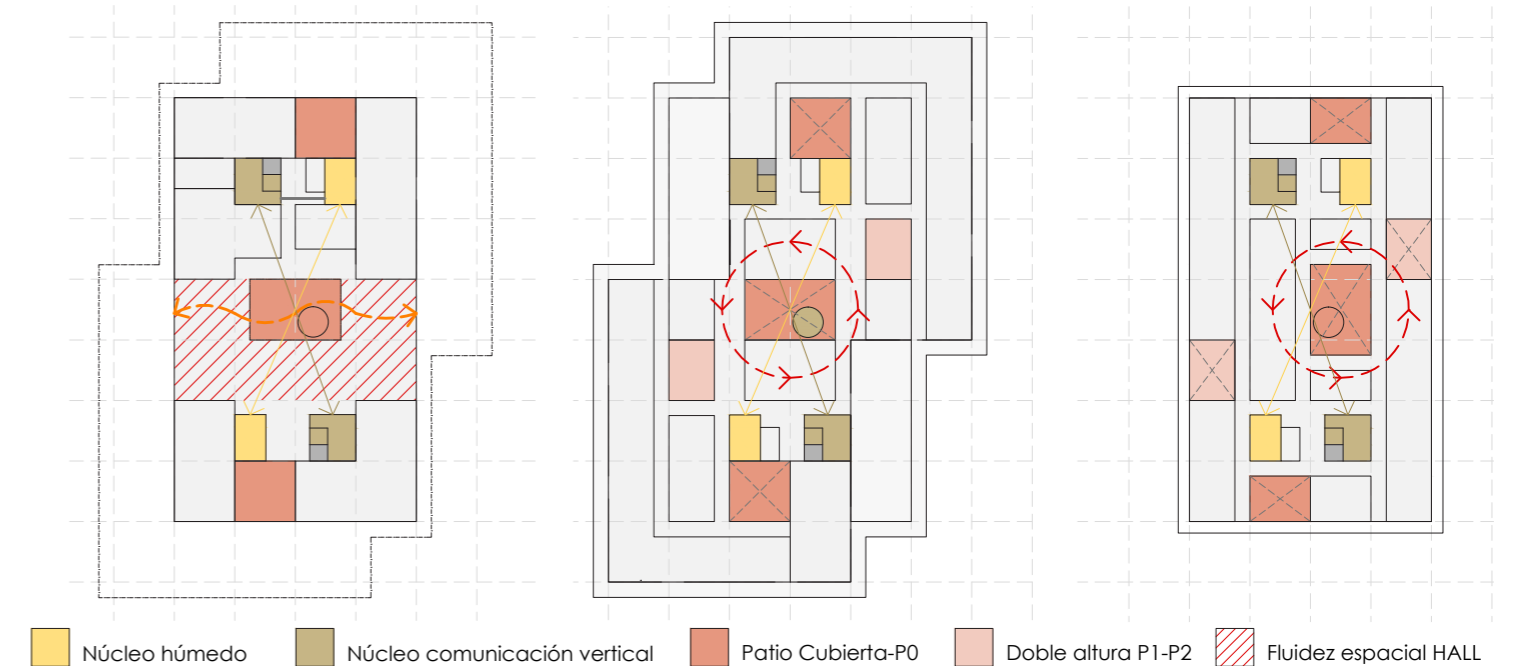 Núcleo húmedo
Núcleo comunicación vertical
Patio Cubierta-P0
Doble altura P1-P2
Fluidez espacial HALL